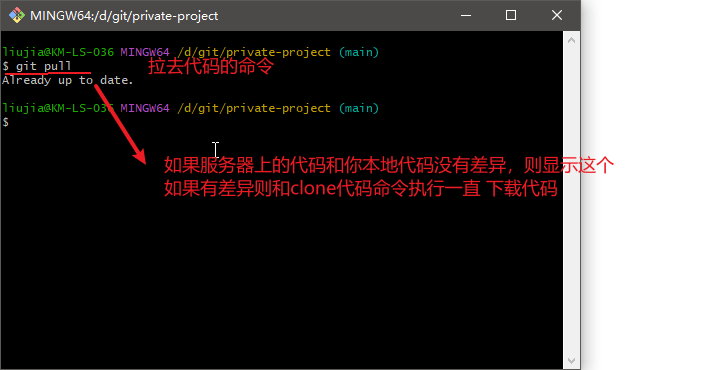 MINGW64:/d/git/private-project
liujia@KM-LS-036 MINGW64 /d/git/private-project (main)
$ git pull
拉去代码的命令
Already up to date.
liujia@KM-LS-036 MINGW64 /d/git/private-project (main)
$
如果服务器上的代码和你本地代码没有差异，则显示这个
如果有差异则和clone代码命令执行一直 下载代码